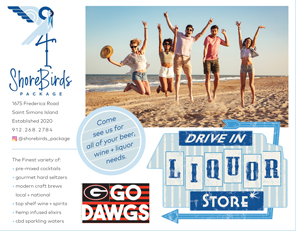 ShoreBirds
PACKAGE
1675 Frederica Road
Saint Simons Island
Established 2020
912.268.2784
@shorebirds_package
The Finest variety of:
- pre-mixed cocktails
- gourmet hard seltzers
- modern craft brews
local + national
- top shelf wine + spirits
- hemp infused elixirs
- cbd sparkling waters
Come
see us for
all of your beer,
wine + liquor
needs.
G GO
DAWGS
DRIVE IN
LIQUOR
STORE